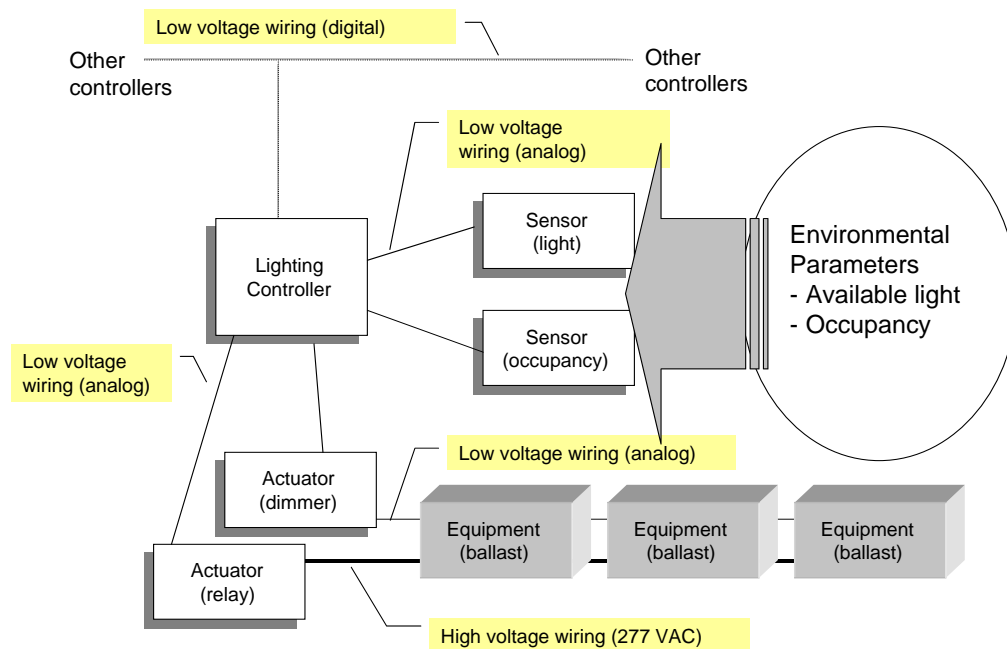 Low voltage wiring (digital)
Other
controllers
Other
controllers
Low voltage
wiring (analog)
Sensor
(light)
Environmental
Parameters
- Available light
- Occupancy
Lighting
Controller
Sensor
(occupancy)
Low voltage
wiring (analog)
Low voltage wiring (analog)
Actuator
(dimmer)
Equipment
(ballast)
Equipment
(ballast)
Equipment
(ballast)
Actuator
(relay)
High voltage wiring (277 VAC)